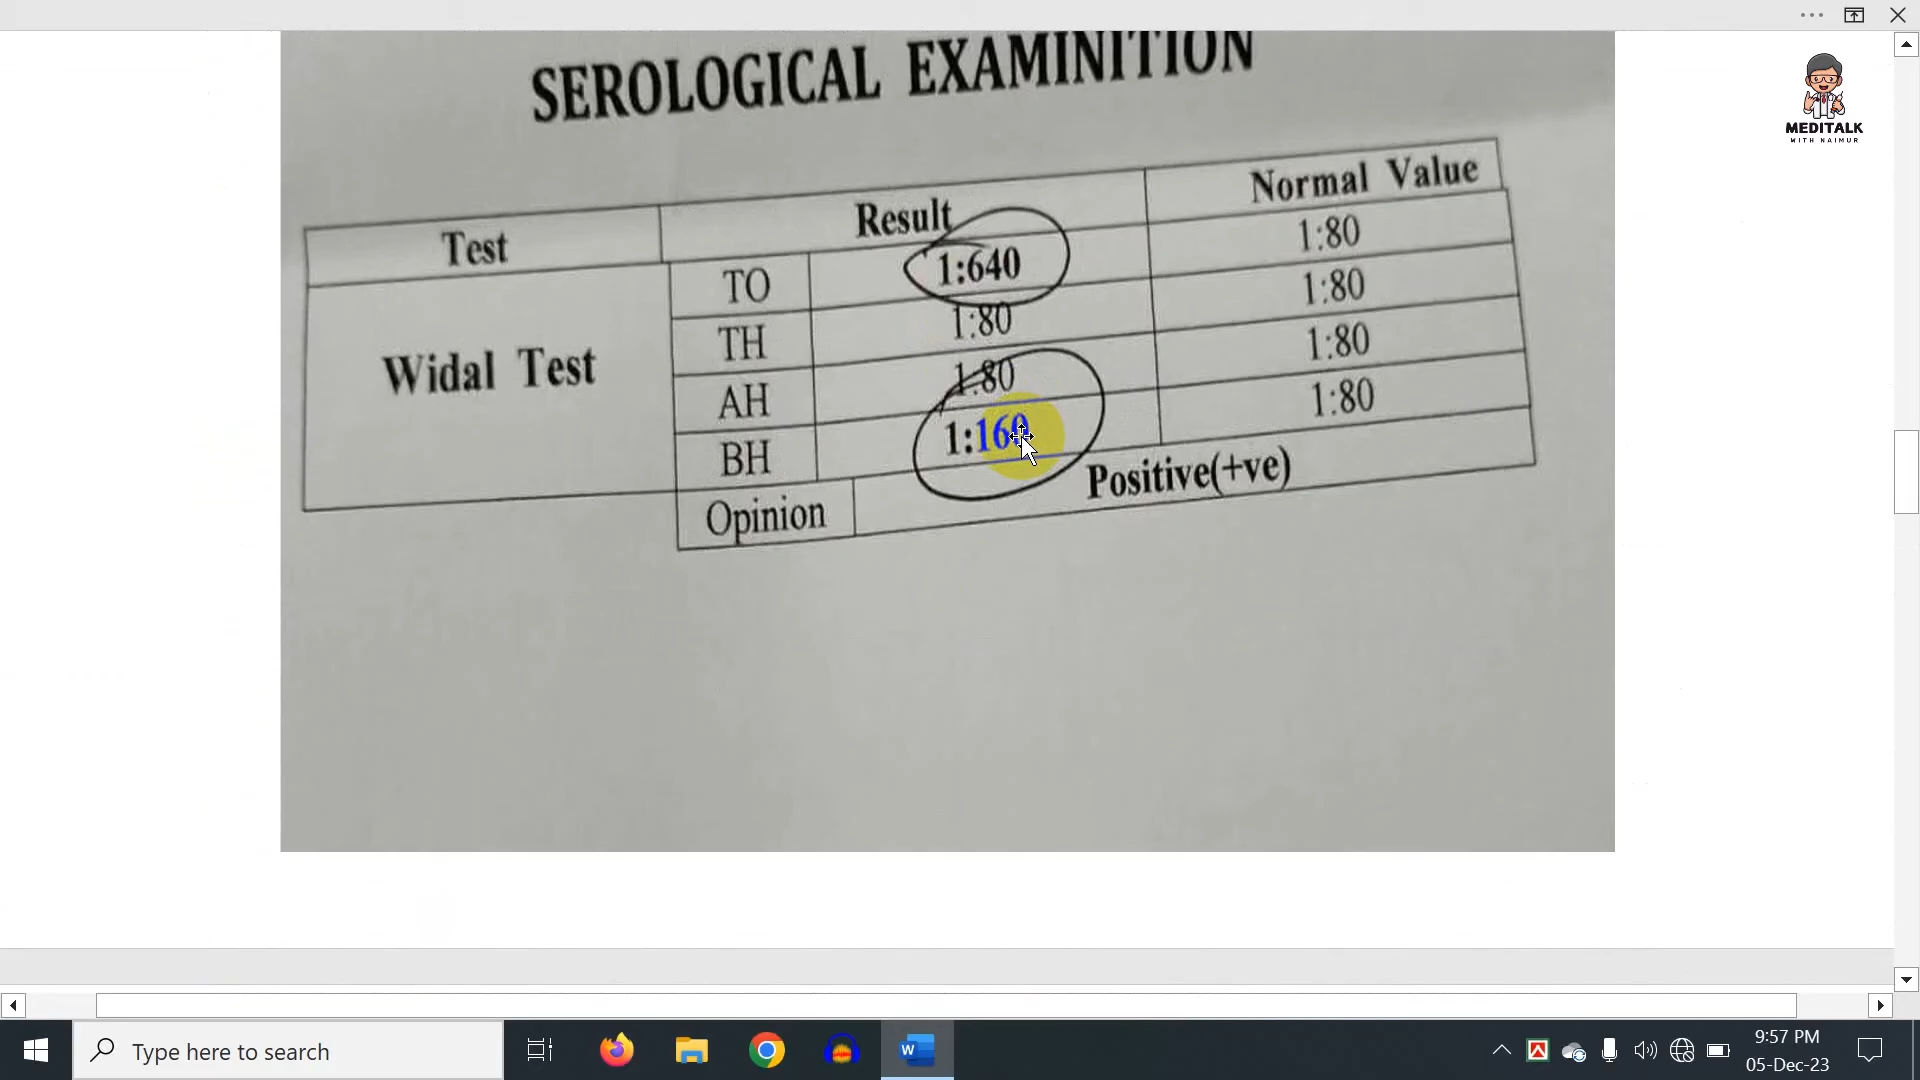 MEDITALK
WITH NAIMUR
SEROLOGICAL EXAMINITION
Test Result Normal Value
Widal Test
TO 1:640 1:80
TH 1:80 1:80
AH 1:80 1:80
BH 1:160 1:80
Opinion Positive(+ve)
Type here to search
W
9:57 PM
05-Dec-23